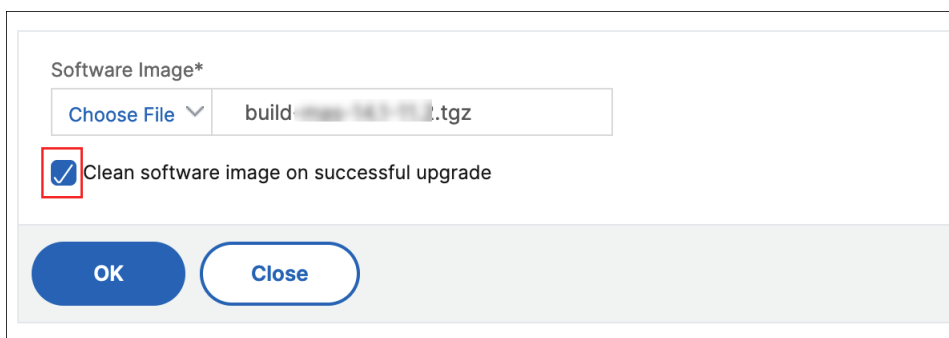 Software Image*
Choose File build- .tgz
Clean software image on successful upgrade
OK Close